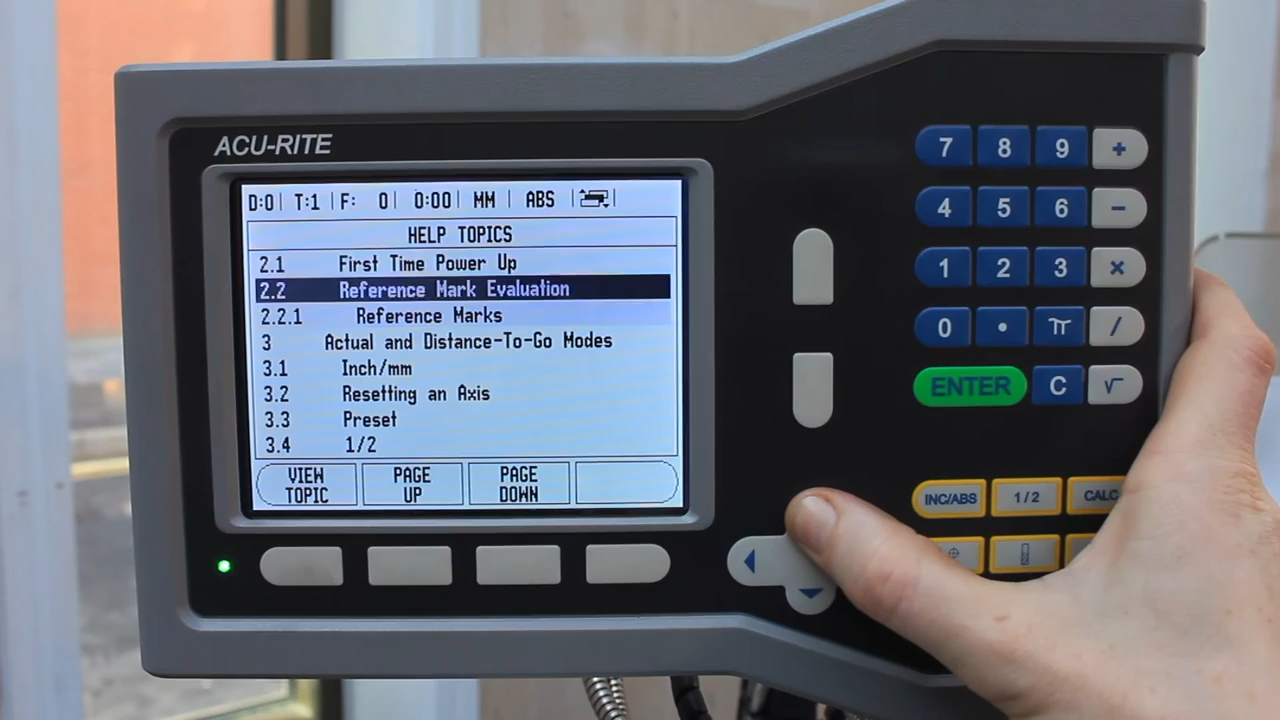 ACU-RITE
D:0 T:1 F: 0 0:00 MM ABS
HELP TOPICS
2.1 First Time Power Up
2.2 Reference Mark Evaluation
2.2.1 Reference Marks
3 Actual and Distance-To-Go Modes
3.1 Inch/mm
3.2 Resetting an Axis
3.3 Preset
3.4 1/2
VIEW TOPIC
PAGE UP
PAGE DOWN
7 8 9 +
4 5 6 −
1 2 3 ×
0 • π /
ENTER C √
INC/ABS 1/2 CALC